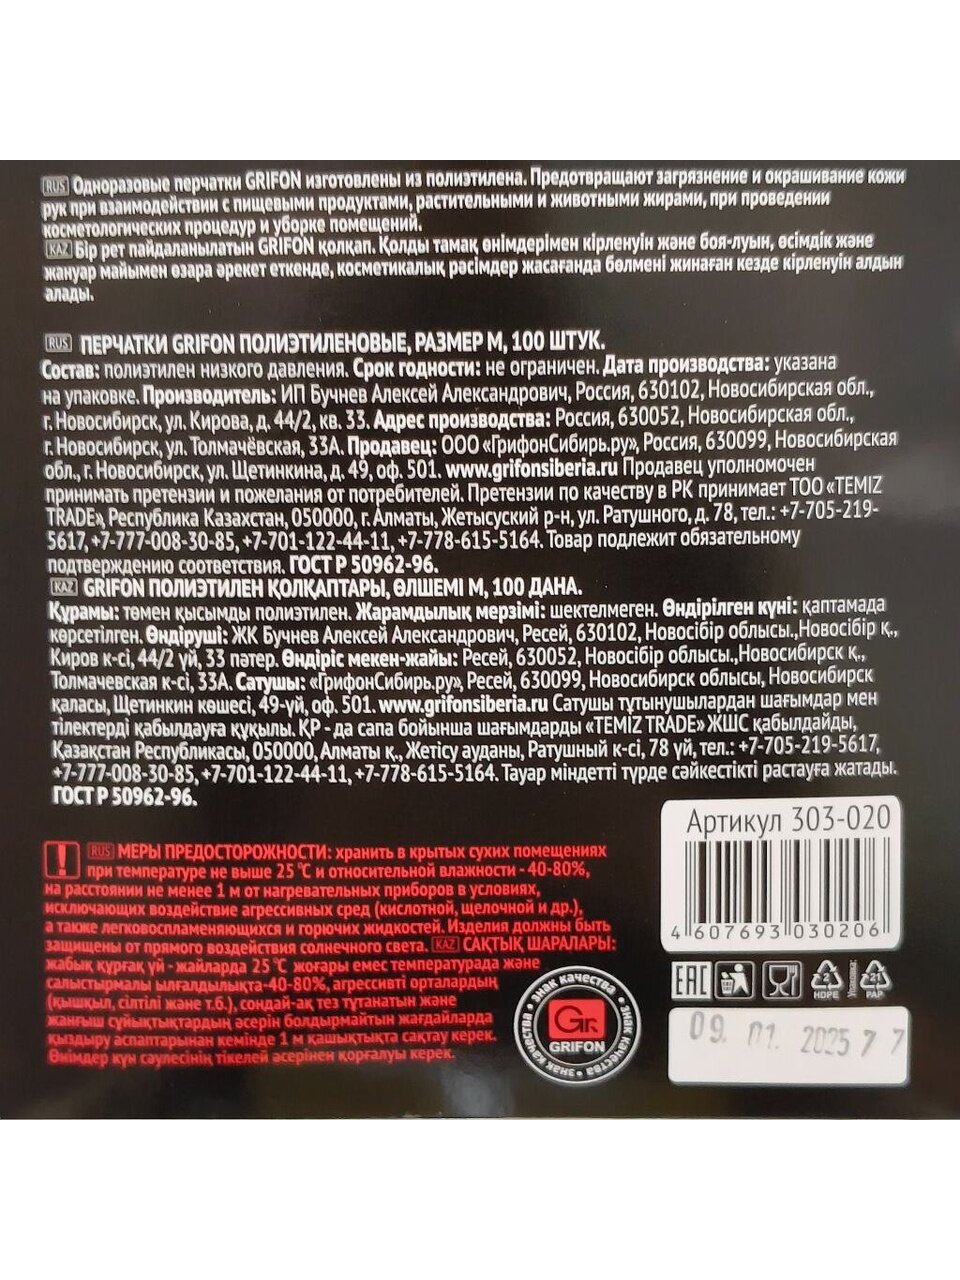 RUS Одноразовые перчатки GRIFON изготовлены из полиэтилена. Предотвращают загрязнение и окрашивание кожи
рук при взаимодействии с пищевыми продуктами, растительными и животными жирами, при проведении
косметологических процедур и уборке помещений.
KAZ Бір рет пайдаланылатын GRIFON қолқап. Қолды тамақ өнімдерімен кірленуін және боя-луын, өсімдік және
жануар майымен өзара әрекет еткенде, косметикалық рәсімдер жасағанда бөлмені жинаған кезде кірленуін алдын
алады.
RUS ПЕРЧАТКИ GRIFON ПОЛИЭТИЛЕНОВЫЕ, РАЗМЕР М, 100 ШТУК.
Состав: полиэтилен низкого давления. Срок годности: не ограничен. Дата производства: указана
на упаковке. Производитель: ИП Бучнев Алексей Александрович, Россия, 630102, Новосибирская обл.,
г. Новосибирск, ул. Кирова, д. 44/2, кв. 33. Адрес производства: Россия, 630052, Новосибирская обл.,
г. Новосибирск, ул. Толмачёвская, 33А. Продавец: ООО «ГрифонСибирь.ру», Россия, 630099, Новосибирская
обл., г. Новосибирск, ул. Щетинкина, д. 49, оф. 501. www.grifonsiberia.ru Продавец уполномочен
принимать претензии и пожелания от потребителей. Претензии по качеству в РК принимает ТОО «TEMIZ
TRADE», Республика Казахстан, 050000, г. Алматы, Жетысуский р-н, ул. Ратушного, д. 78, тел.: +7-705-219-
5617, +7-777-008-30-85, +7-701-122-44-11, +7-778-615-5164. Товар подлежит обязательному
подтверждению соответствия. ГОСТ Р 50962-96.
KAZ GRIFON ПОЛИЭТИЛЕН ҚОЛҚАПТАРЫ, ӨЛШЕМІ М, 100 ДАНА.
Құрамы: төмен қысымды полиэтилен. Жарамдылық мерзімі: шектелмеген. Өндірілген күні: қаптамада
көрсетілген. Өндіруші: ЖК Бучнев Алексей Александрович, Ресей, 630102, Новосібір облысы.,Новосібір қ.,
Киров к-сі, 44/2 үй, 33 пәтер. Өндіріс мекен-жайы: Ресей, 630052, Новосібір облысы.,Новосибирск қ.,
Толмачевская к-сі, 33А. Сатушы: «ГрифонСибирь.ру», Ресей, 630099, Новосибирск облысы, Новосибирск
қаласы, Щетинкин көшесі, 49-үй, оф. 501. www.grifonsiberia.ru Сатушы тұтынушылардан шағымдар мен
тілектерді қабылдауға құқылы. ҚР - да сапа бойынша шағымдарды «TEMIZ TRADE» ЖШС қабылдайды,
Қазақстан Республикасы, 050000, Алматы қ., Жетісу ауданы, Ратушный к-сі, 78 үй, тел.: +7-705-219-5617,
+7-777-008-30-85, +7-701-122-44-11, +7-778-615-5164. Тауар міндетті түрде сәйкестікті растауға жатады.
ГОСТ Р 50962-96.
! RUS МЕРЫ ПРЕДОСТОРОЖНОСТИ: хранить в крытых сухих помещениях
при температуре не выше 25 °C и относительной влажности - 40-80%,
на расстоянии не менее 1 м от нагревательных приборов в условиях,
исключающих воздействие агрессивных сред (кислотной, щелочной и др.),
а также легковоспламеняющихся и горючих жидкостей. Изделия должны быть
защищены от прямого воздействия солнечного света. KAZ САҚТЫҚ ШАРАЛАРЫ:
жабық құрғақ үй - жайларда 25 °C жоғары емес температурада және
салыстырмалы ылғалдылықта-40-80%, агрессивті орталардың
(қышқыл, сілтілі және т.б.), сондай-ақ тез тұтанатын және
жанғыш сұйықтықтардың әсерін болдырмайтын жағдайларда
қыздыру аспаптарынан кемінде 1 м қашықтықта сақтау керек.
Өнімдер күн сәулесінің тікелей әсерінен қорғалуы керек.
знак качества • знак качества • знак качества •
Gr.
GRIFON
Артикул 303-020
4 607693 030206
EAC
2
HDPE
Упаковка:
21
PAP
09. 01. 2025 7 7